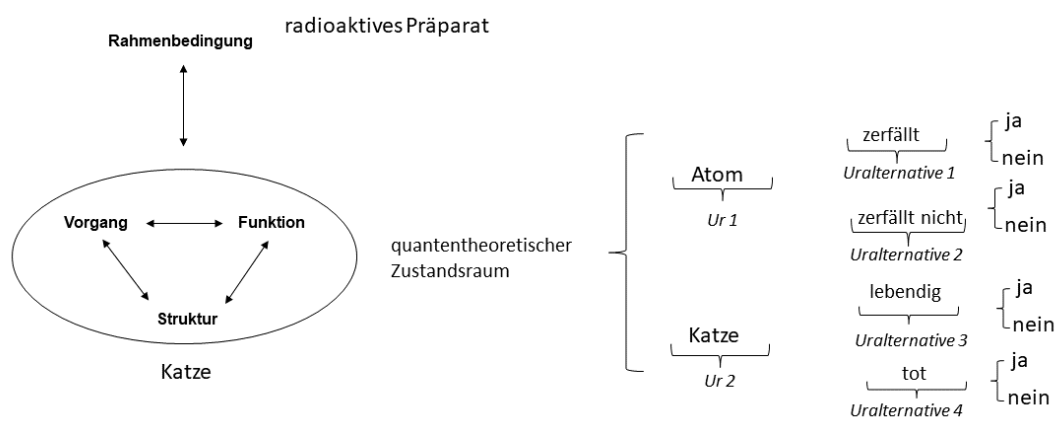 radioaktives Präparat
Rahmenbedingung
Vorgang
Funktion
Struktur
Katze
quantentheoretischer
Zustandsraum
Atom
Ur 1
Katze
Ur 2
zerfällt
Uralternative 1
ja
nein
zerfällt nicht
Uralternative 2
ja
nein
lebendig
Uralternative 3
ja
nein
tot
Uralternative 4
ja
nein